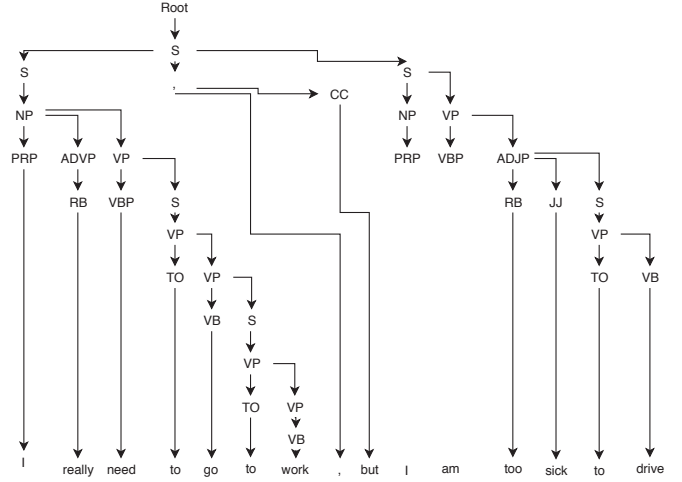 Root
S
S , CC S
NP NP VP
PRP ADVP VP PRP VBP ADJP
RB VBP S RB JJ S
VP VP
TO VP TO VB
VB S
VP
TO VP
VB
I really need to go to work , but I am too sick to drive